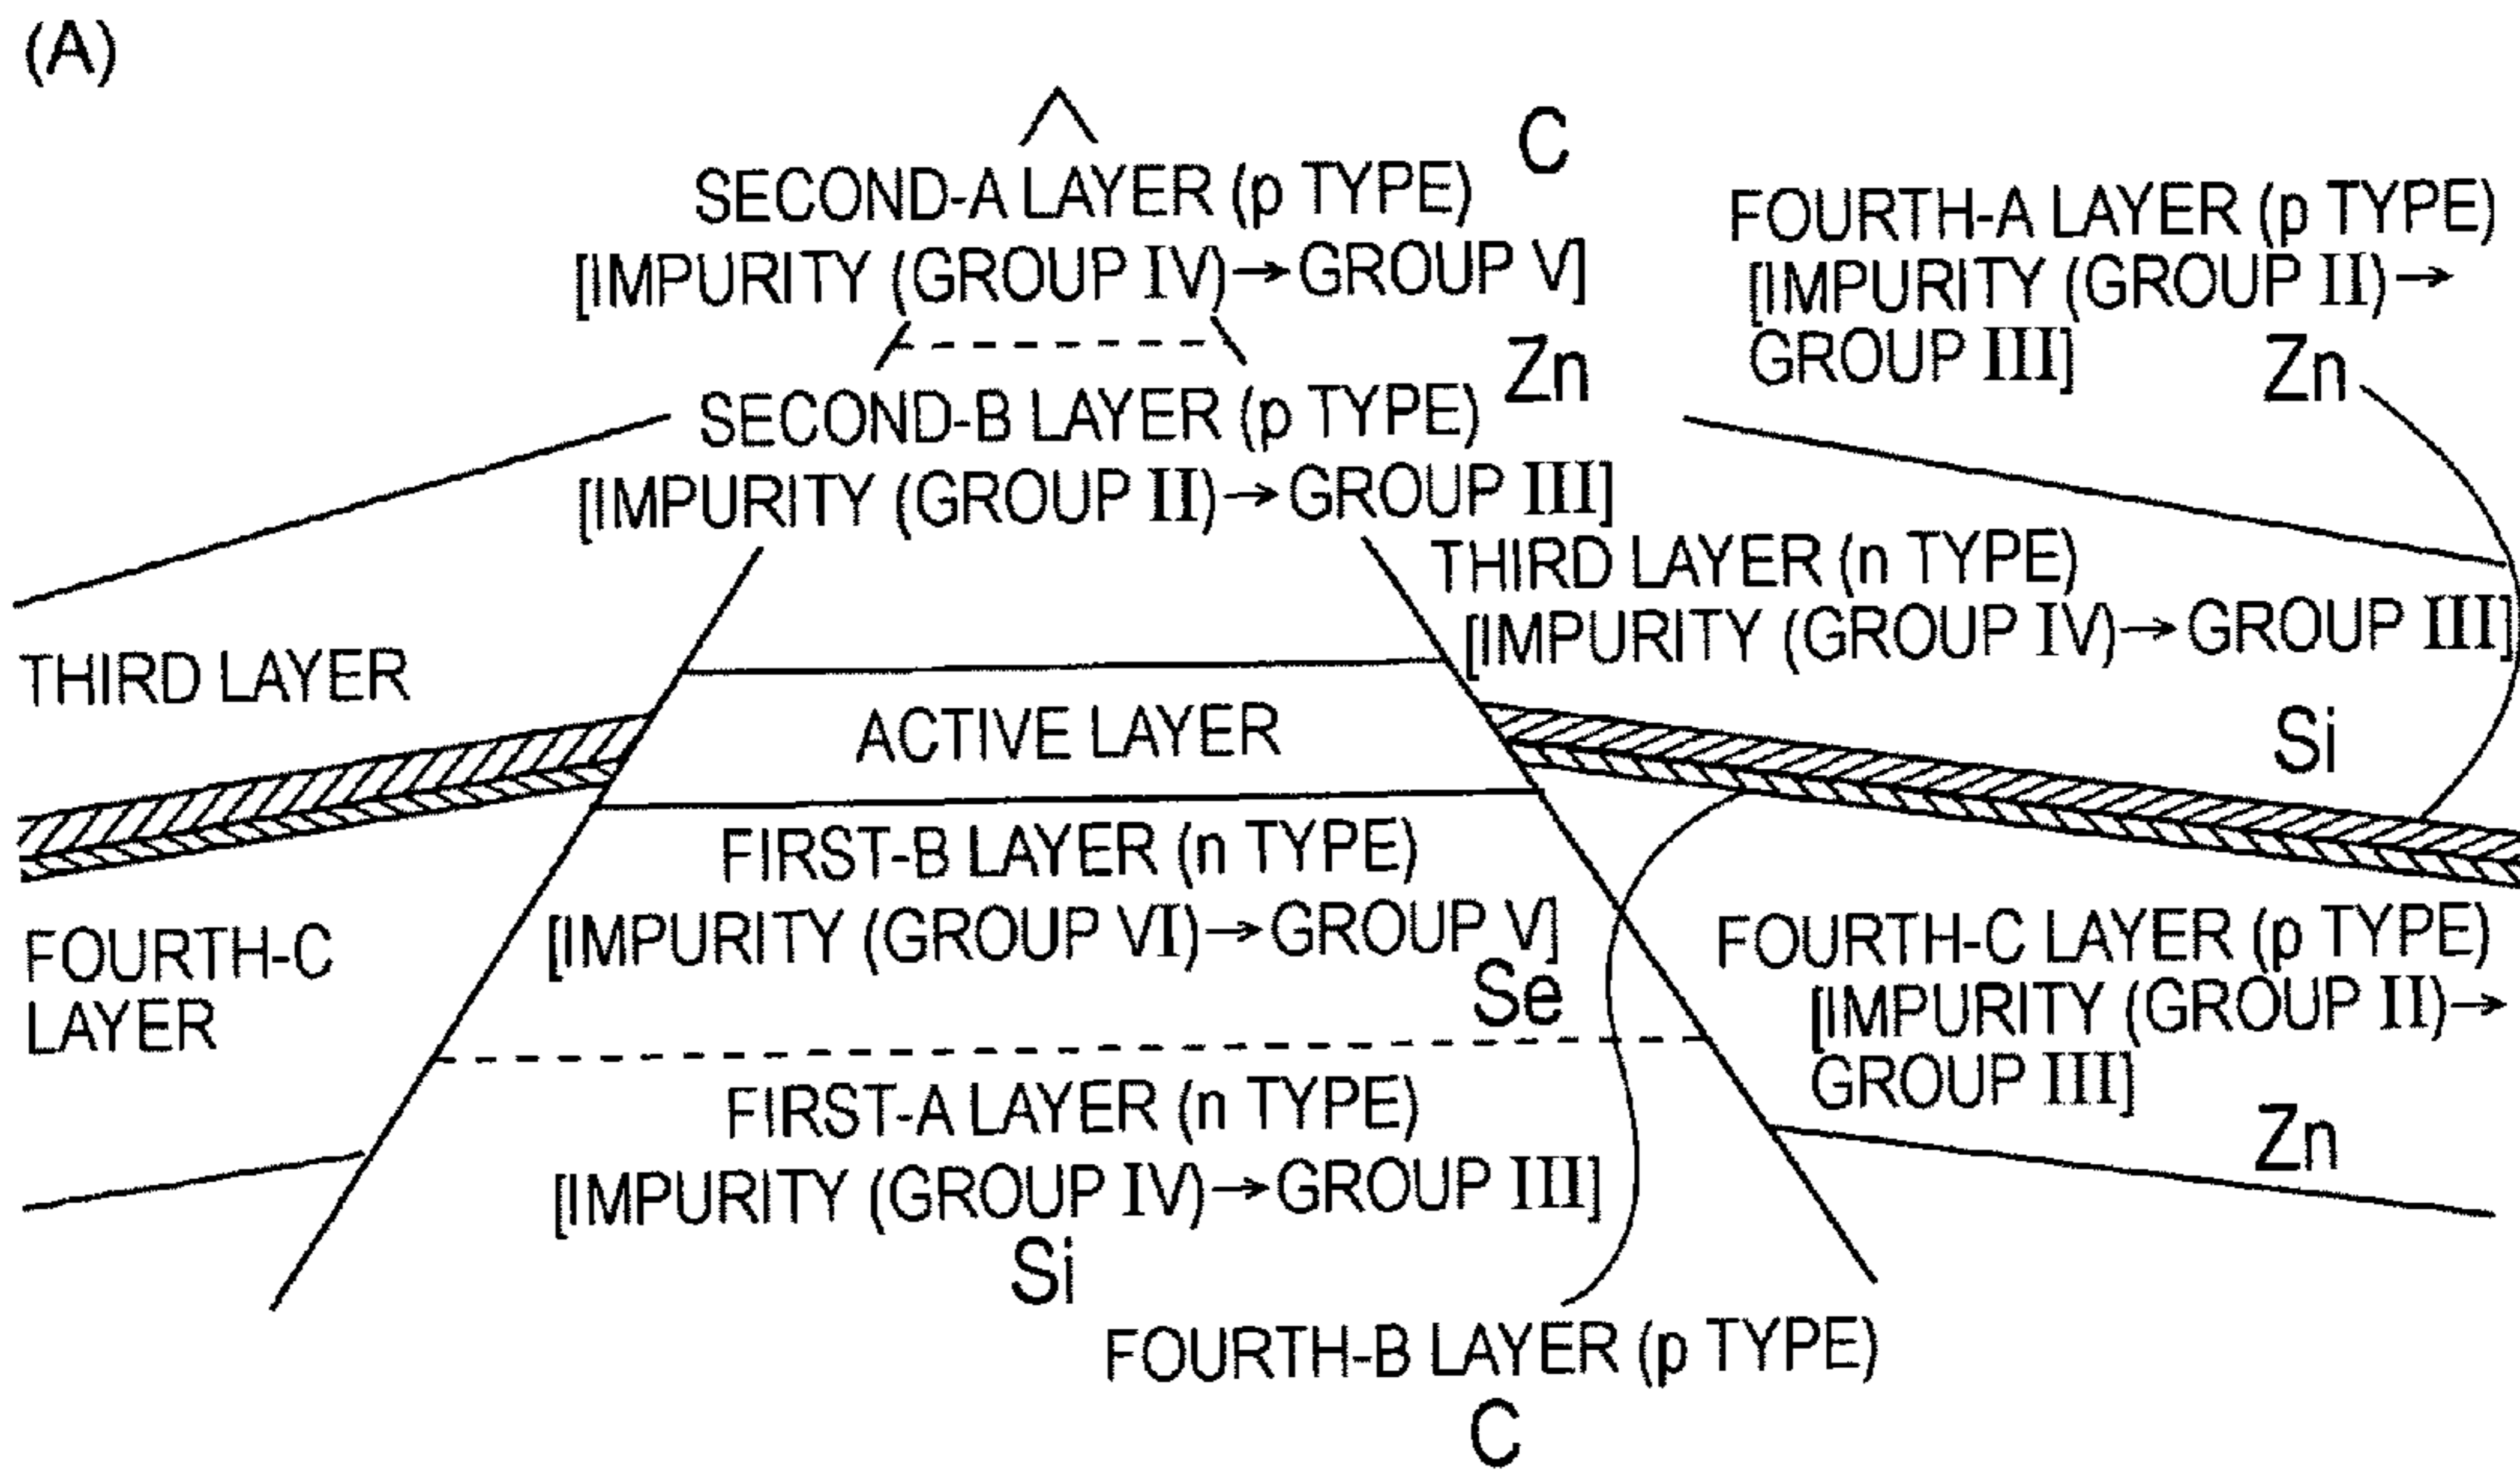 (A)
C
SECOND-A LAYER (p TYPE)
[IMPURITY (GROUP IV)→GROUP V]
Zn
SECOND-B LAYER (p TYPE)
[IMPURITY (GROUP II)→GROUP III]
FOURTH-A LAYER (p TYPE)
[IMPURITY (GROUP II)→
GROUP III]
Zn
THIRD LAYER (n TYPE)
[IMPURITY (GROUP IV)→GROUP III]
Si
THIRD LAYER
ACTIVE LAYER
FIRST-B LAYER (n TYPE)
[IMPURITY (GROUP VI)→GROUP V]
Se
FOURTH-C
LAYER
FOURTH-C LAYER (p TYPE)
[IMPURITY (GROUP II)→
GROUP III]
Zn
FIRST-A LAYER (n TYPE)
[IMPURITY (GROUP IV)→GROUP III]
Si
FOURTH-B LAYER (p TYPE)
C